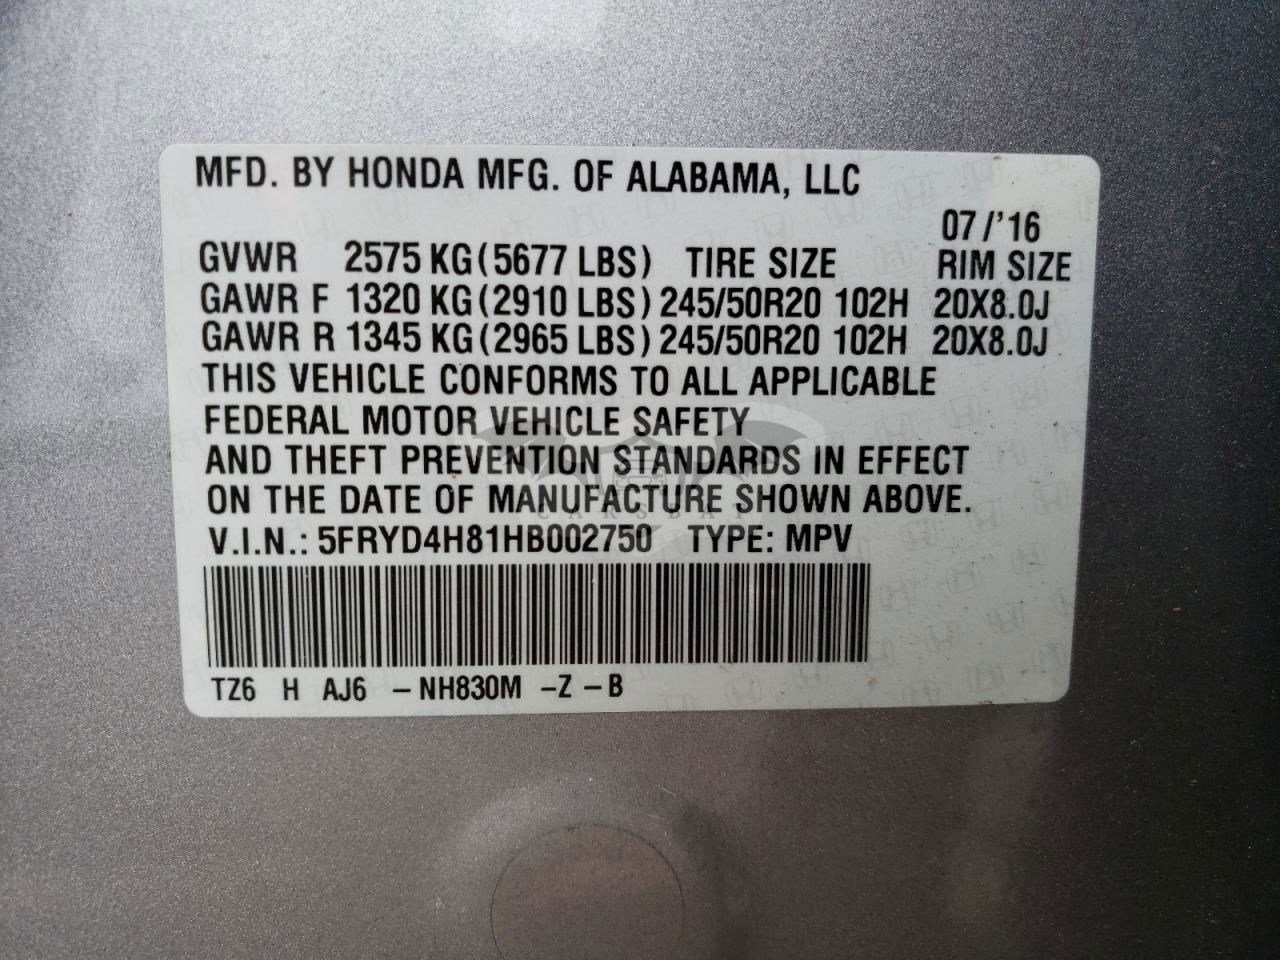 MFD. BY HONDA MFG. OF ALABAMA, LLC
07/'16
GVWR 2575 KG (5677 LBS) TIRE SIZE RIM SIZE
GAWR F 1320 KG (2910 LBS) 245/50R20 102H 20X8.0J
GAWR R 1345 KG (2965 LBS) 245/50R20 102H 20X8.0J
THIS VEHICLE CONFORMS TO ALL APPLICABLE
FEDERAL MOTOR VEHICLE SAFETY
AND THEFT PREVENTION STANDARDS IN EFFECT
ON THE DATE OF MANUFACTURE SHOWN ABOVE.
CARSDAT
V.I.N.: 5FRYD4H81HB002750 TYPE: MPV
TZ6 H AJ6 -NH830M -Z -B